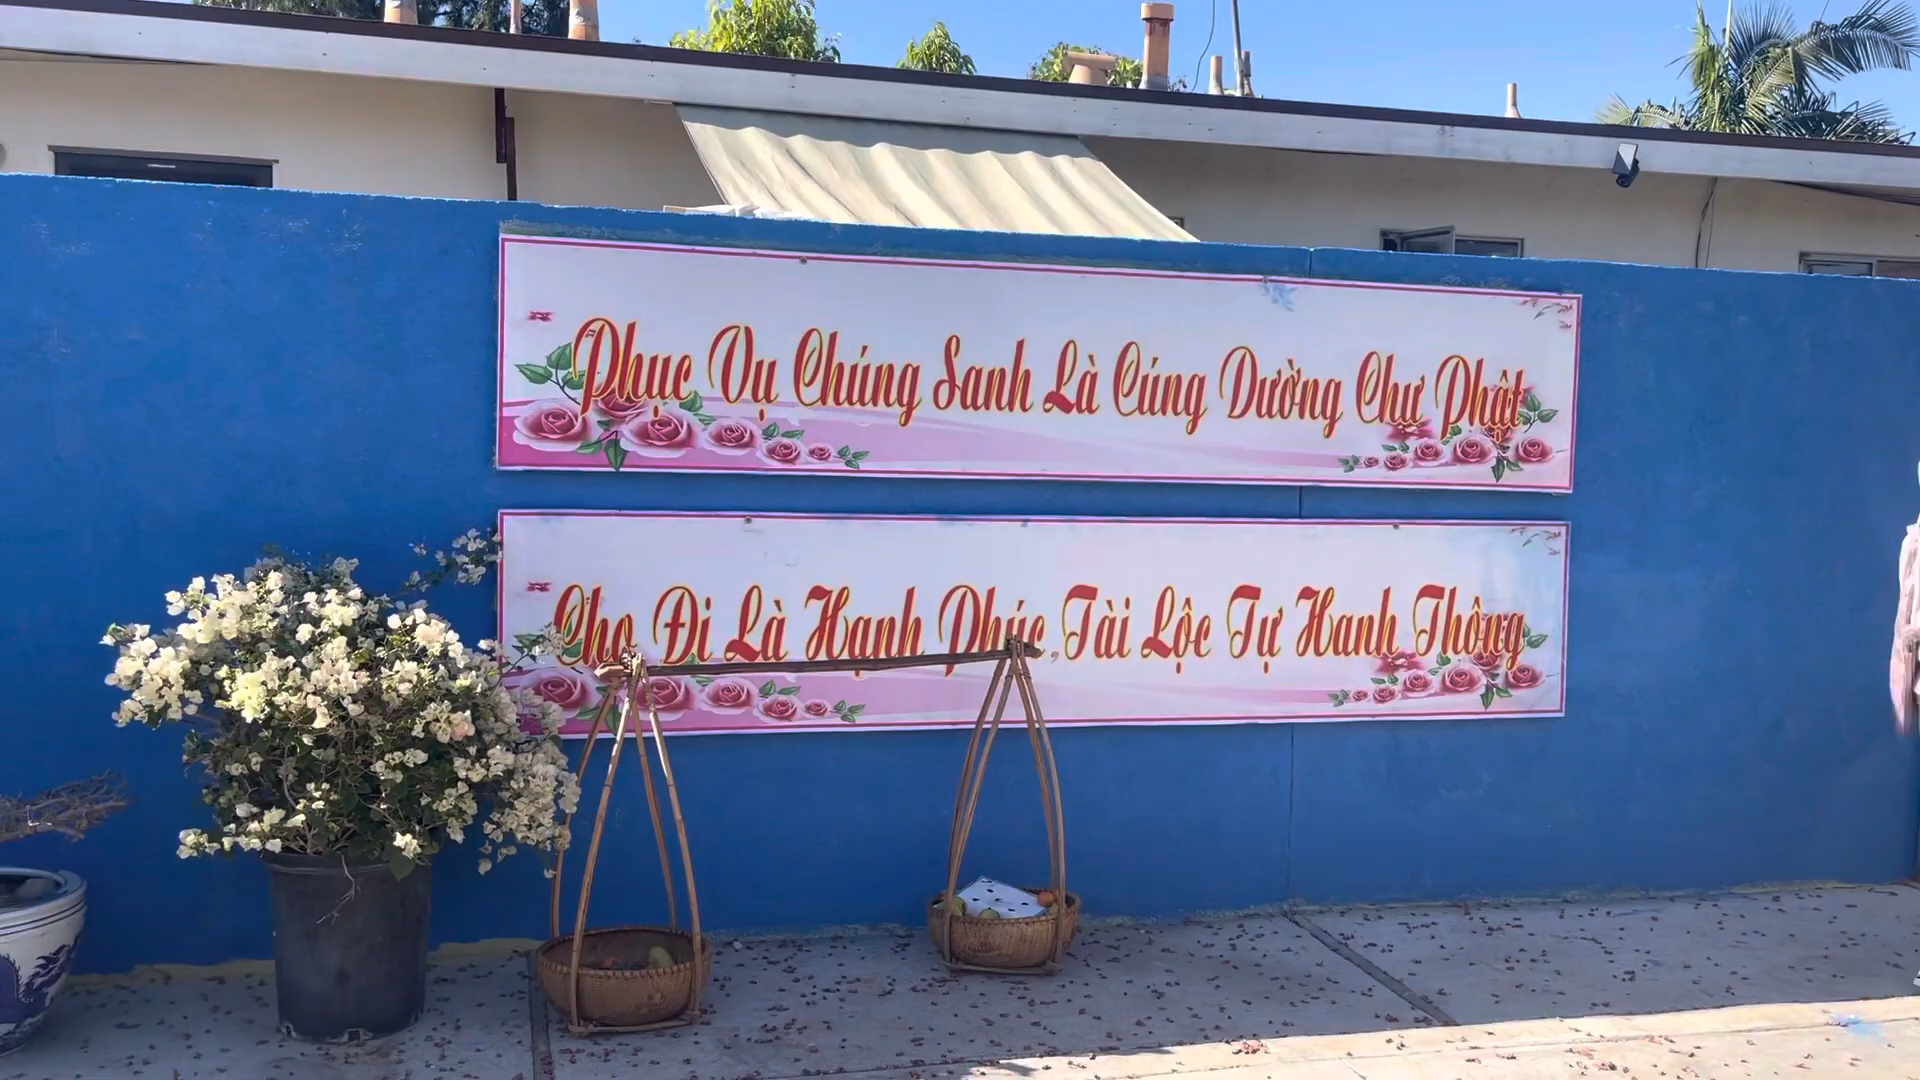 Phục Vụ Chúng Sanh Là Cúng Dường Chư Phật
Cho Đi Là Hạnh Phúc, Tài Lộc Tự Hanh Thông